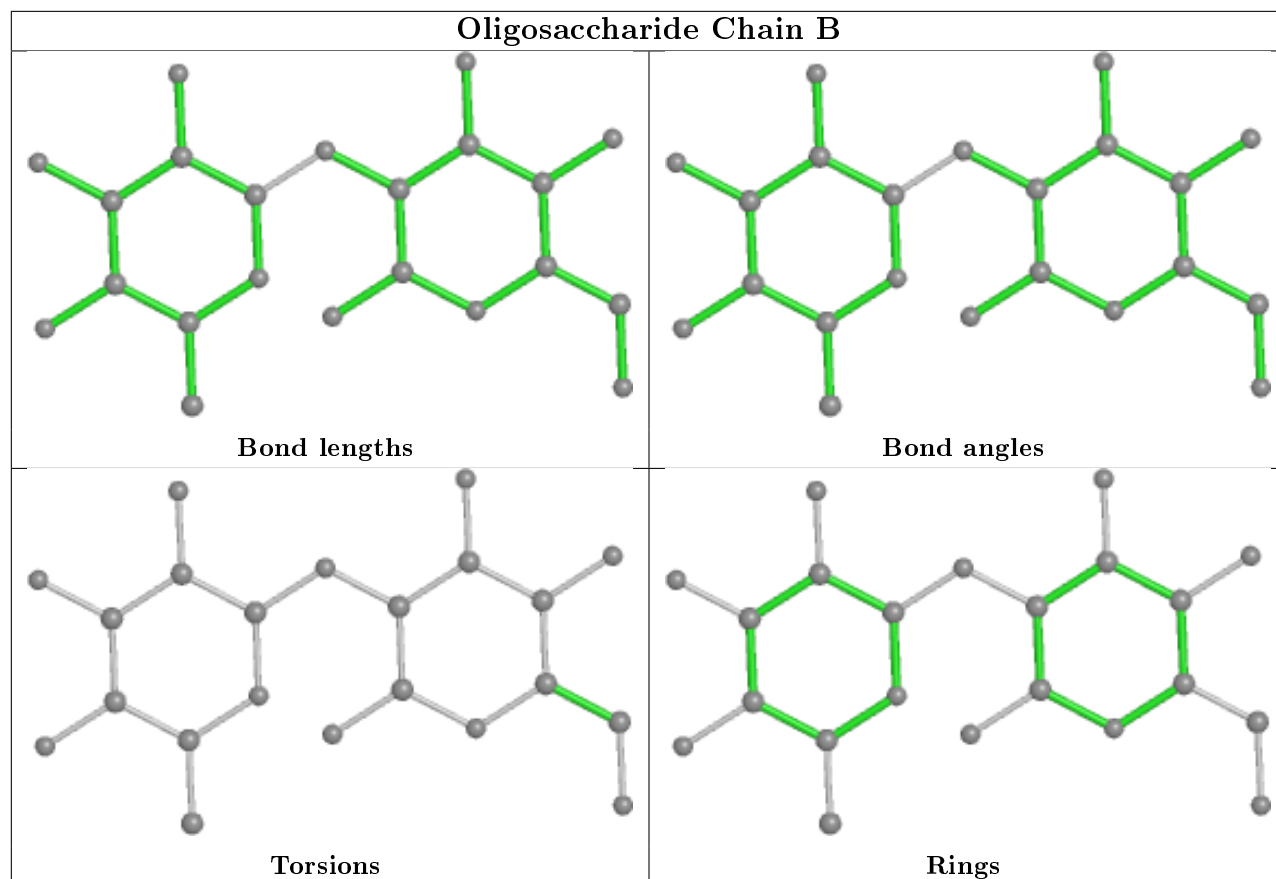 Oligosaccharide Chain B
Bond lengths
Bond angles
Torsions
Rings